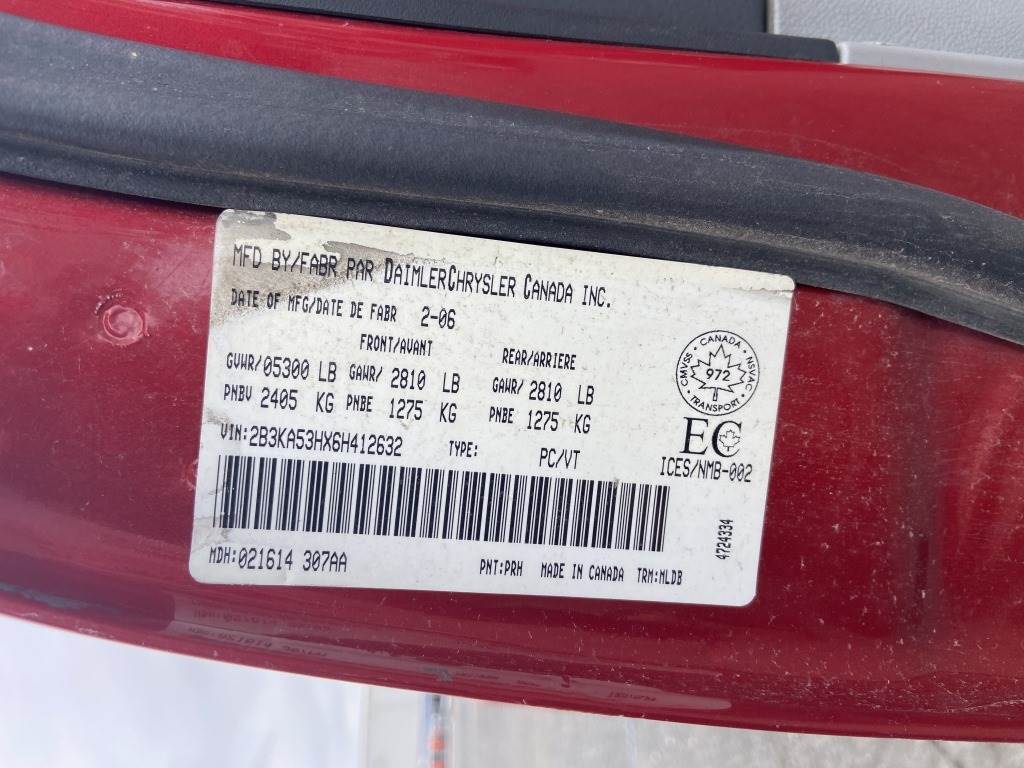 MFD BY/FABR PAR DAIMLERCHRYSLER CANADA INC.
DATE OF MFG/DATE DE FABR 2-06
FRONT/AVANT REAR/ARRIERE
GVWR/05300 LB GAWR/ 2810 LB GAWR/ 2810 LB
PNBV 2405 KG PNBE 1275 KG PNBE 1275 KG
VIN:2B3KA53HX6H412632 TYPE: PC/VT
CANADA
CMVSS NSVAC
972
TRANSPORT
EC
ICES/NMB-002
4724334
MDH:021614 307AA PNT:PRH MADE IN CANADA TRM:MLDB